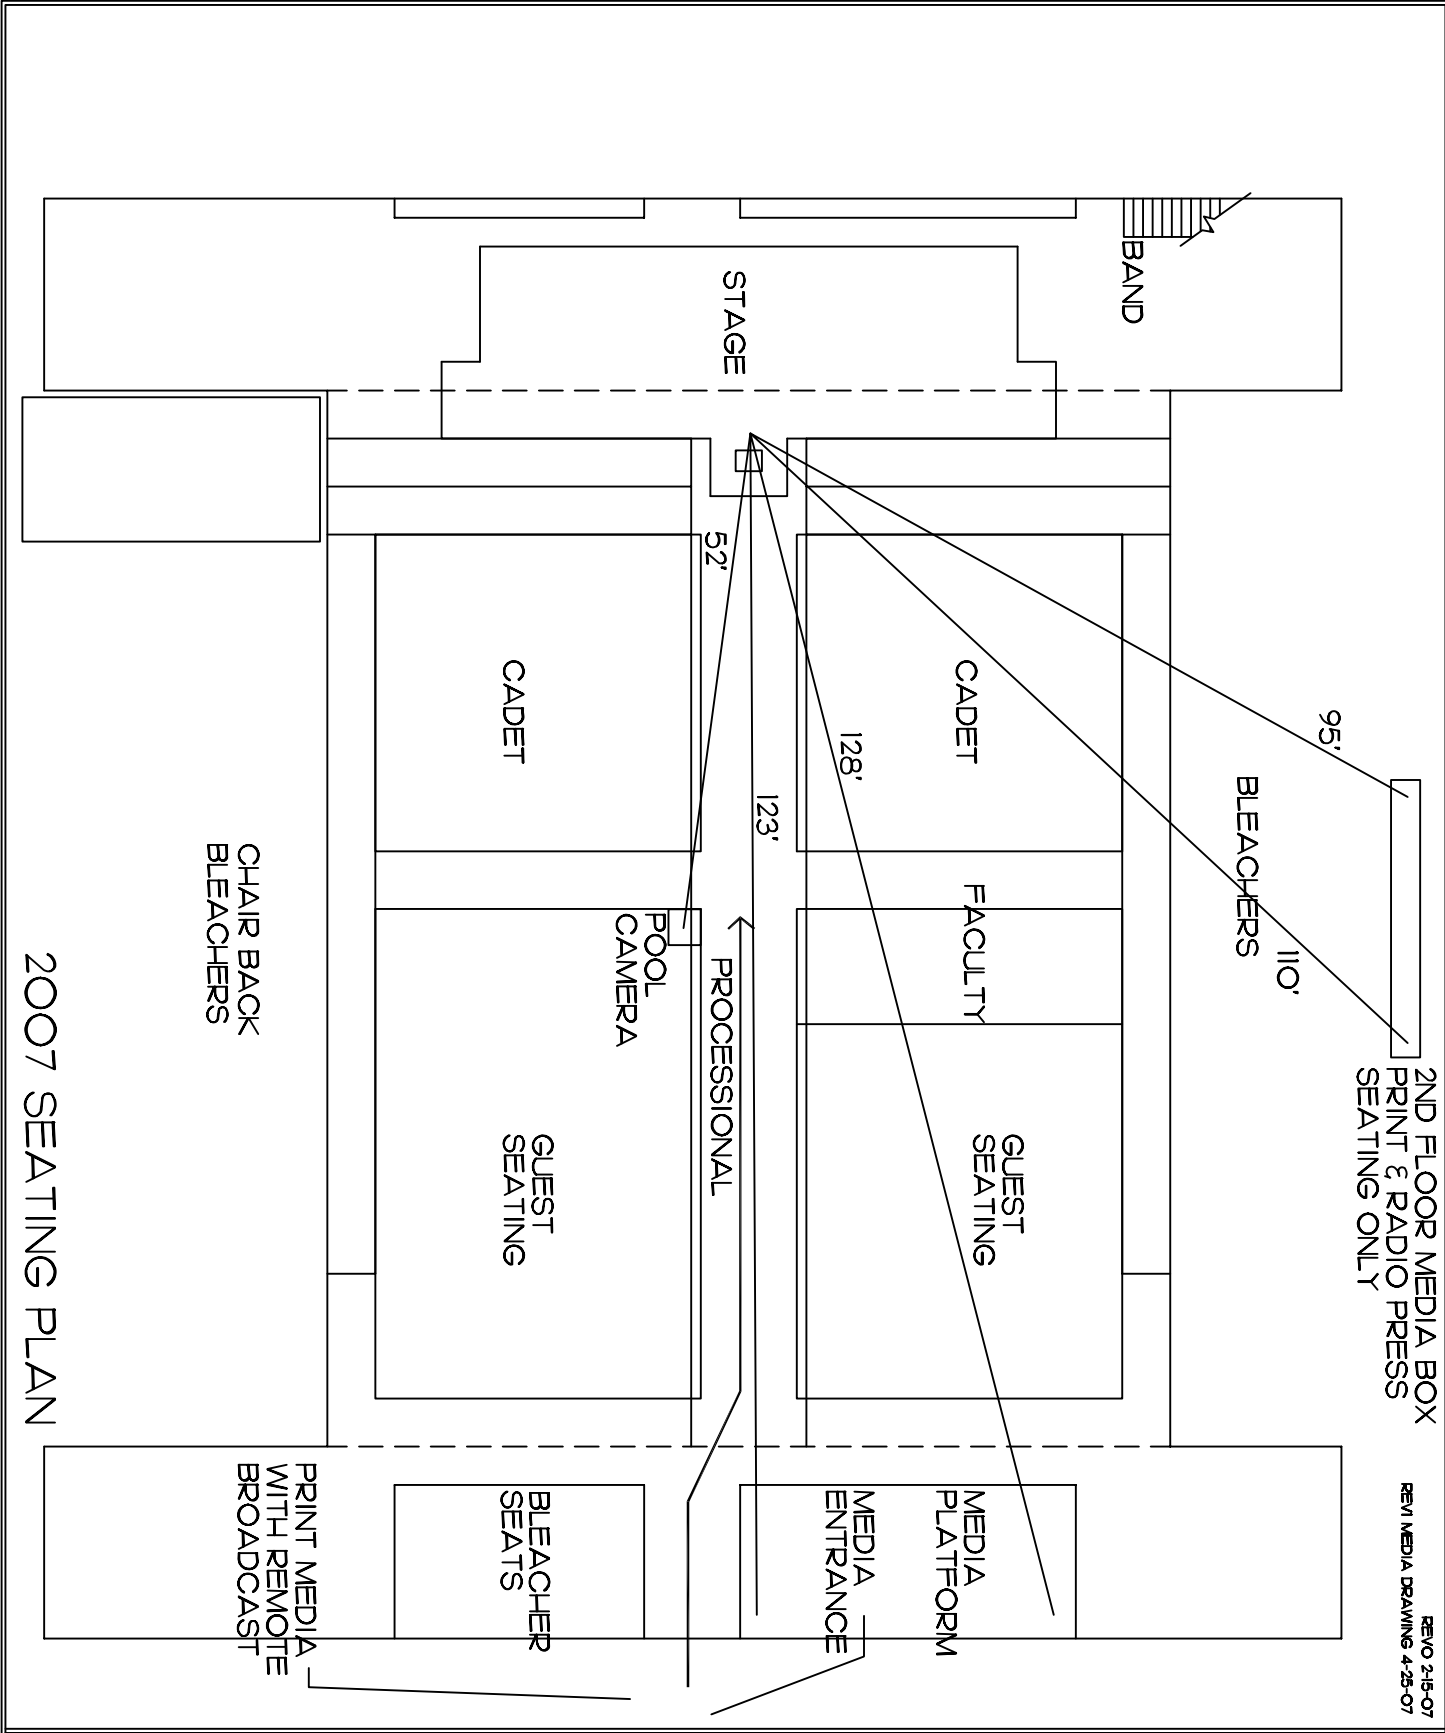 REV0 2-15-07
REV1 MEDIA DRAWING 4-25-07
2ND FLOOR MEDIA BOX
PRINT & RADIO PRESS
SEATING ONLY
95'
110'
BLEACHERS
BAND
STAGE
CADET
FACULTY
GUEST
SEATING
MEDIA
PLATFORM
MEDIA
ENTRANCE
128'
123'
52'
PROCESSIONAL
POOL
CAMERA
CADET
GUEST
SEATING
BLEACHER
SEATS
PRINT MEDIA
WITH REMOTE
BROADCAST
CHAIR BACK
BLEACHERS
2007 SEATING PLAN